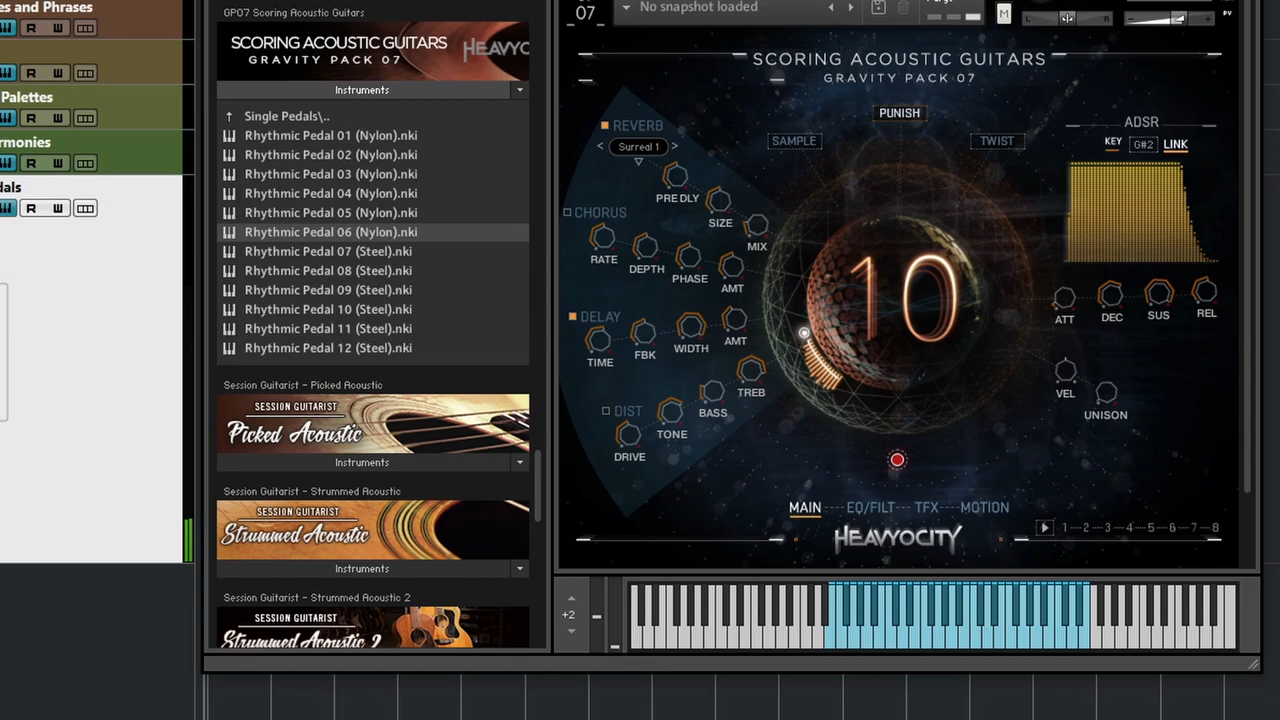 es and Phrases
R W
R W
Palettes
R W
rmonies
R W
dals
R W
GP07 Scoring Acoustic Guitars
SCORING ACOUSTIC GUITARS
GRAVITY PACK 07
HEAVYOC
Instruments
Single Pedals\..
Rhythmic Pedal 01 (Nylon).nki
Rhythmic Pedal 02 (Nylon).nki
Rhythmic Pedal 03 (Nylon).nki
Rhythmic Pedal 04 (Nylon).nki
Rhythmic Pedal 05 (Nylon).nki
Rhythmic Pedal 06 (Nylon).nki
Rhythmic Pedal 07 (Steel).nki
Rhythmic Pedal 08 (Steel).nki
Rhythmic Pedal 09 (Steel).nki
Rhythmic Pedal 10 (Steel).nki
Rhythmic Pedal 11 (Steel).nki
Rhythmic Pedal 12 (Steel).nki
Session Guitarist - Picked Acoustic
SESSION GUITARIST
Picked Acoustic
Instruments
Session Guitarist - Strummed Acoustic
SESSION GUITARIST
Strummed Acoustic
Instruments
Session Guitarist - Strummed Acoustic 2
SESSION GUITARIST
Strummed Acoustic 2
07
No snapshot loaded
M
L R
- +
PV
SCORING ACOUSTIC GUITARS
GRAVITY PACK 07
PUNISH
SAMPLE
TWIST
REVERB
< Surreal 1 >
PRE DLY
SIZE
MIX
CHORUS
RATE
DEPTH
PHASE
AMT
DELAY
TIME
FBK
WIDTH
AMT
DIST
DRIVE
TONE
BASS
TREB
10
ADSR
KEY G#2 LINK
ATT
DEC
SUS
REL
VEL
UNISON
MAIN EQ/FILT TFX MOTION
HEAVYOCITY
1 2 3 4 5 6 7 8
+2